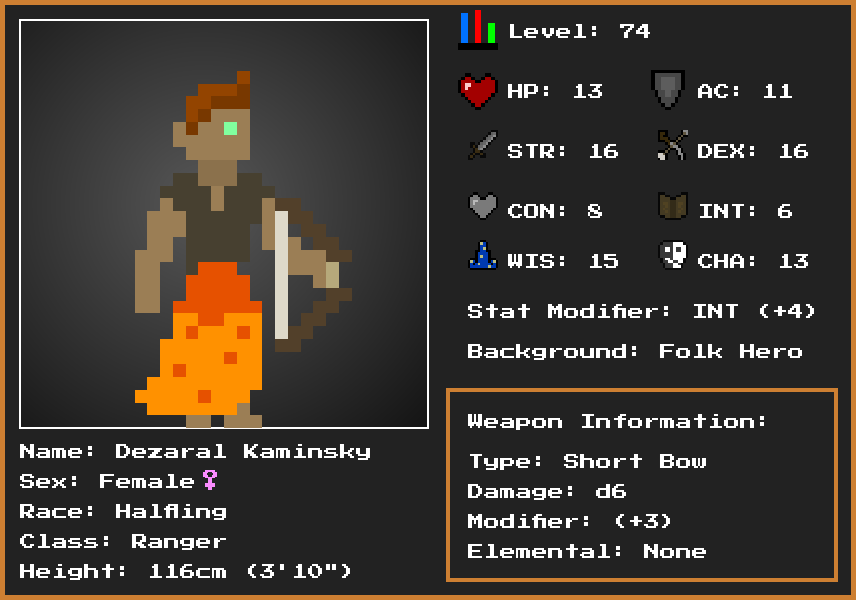 Level: 74
HP: 13 AC: 11
STR: 16 DEX: 16
CON: 8 INT: 6
WIS: 15 CHA: 13
Stat Modifier: INT (+4)
Background: Folk Hero
Weapon Information:
Type: Short Bow
Damage: d6
Modifier: (+3)
Elemental: None
Name: Dezaral Kaminsky
Sex: Female♀
Race: Halfling
Class: Ranger
Height: 116cm (3'10")